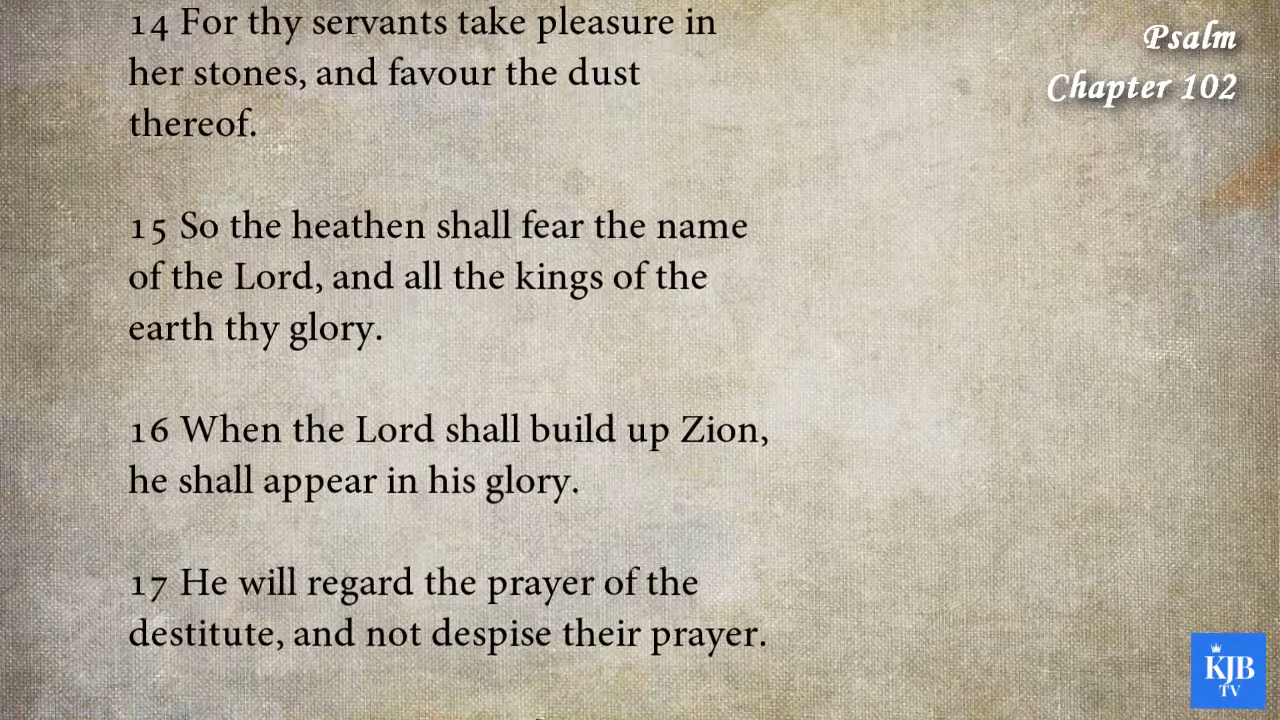 14 For thy servants take pleasure in
her stones, and favour the dust
thereof.
15 So the heathen shall fear the name
of the Lord, and all the kings of the
earth thy glory.
16 When the Lord shall build up Zion,
he shall appear in his glory.
17 He will regard the prayer of the
destitute, and not despise their prayer.
Psalm
Chapter 102
KJB
TV